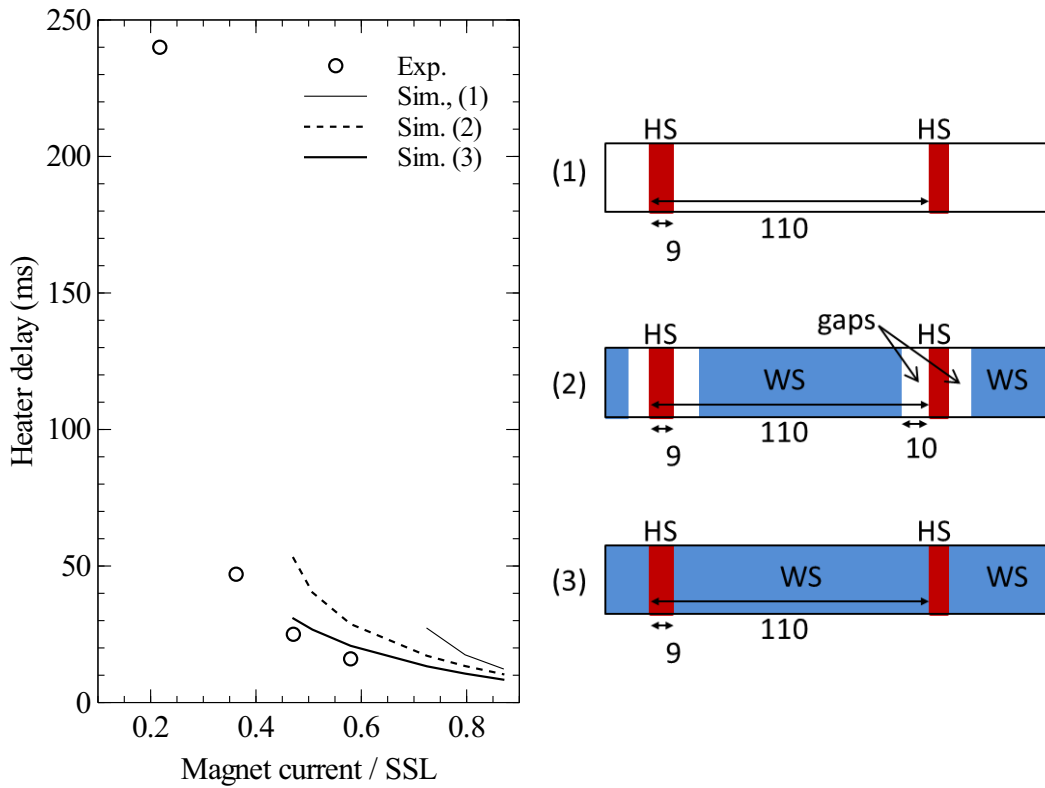 250
200
150
100
50
0
Heater delay (ms)
0.2 0.4 0.6 0.8
Magnet current / SSL
Exp.
Sim., (1)
Sim. (2)
Sim. (3)
HS HS
(1)
110
9
gaps
HS HS
(2)
WS WS
110
9 10
HS HS
(3)
WS WS
110
9